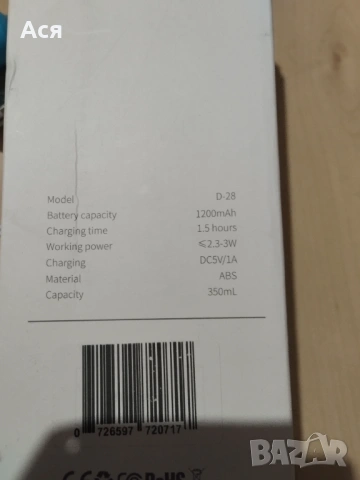 Ася
Model D-28
Battery capacity 1200mAh
Charging time 1.5 hours
Working power ⩽2.3-3W
Charging DC5V/1A
Material ABS
Capacity 350mL
0 726597 720717
BAZAR